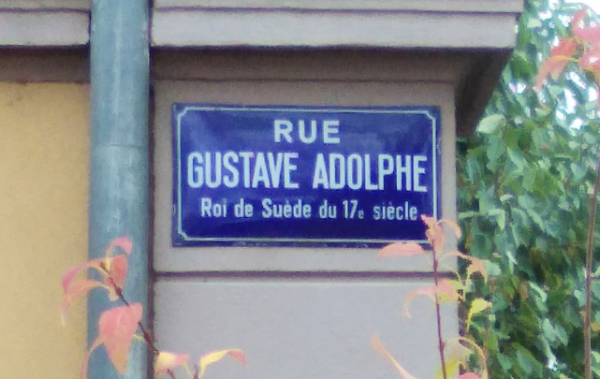 RUE
GUSTAVE ADOLPHE
Roi de Suède du 17e siècle